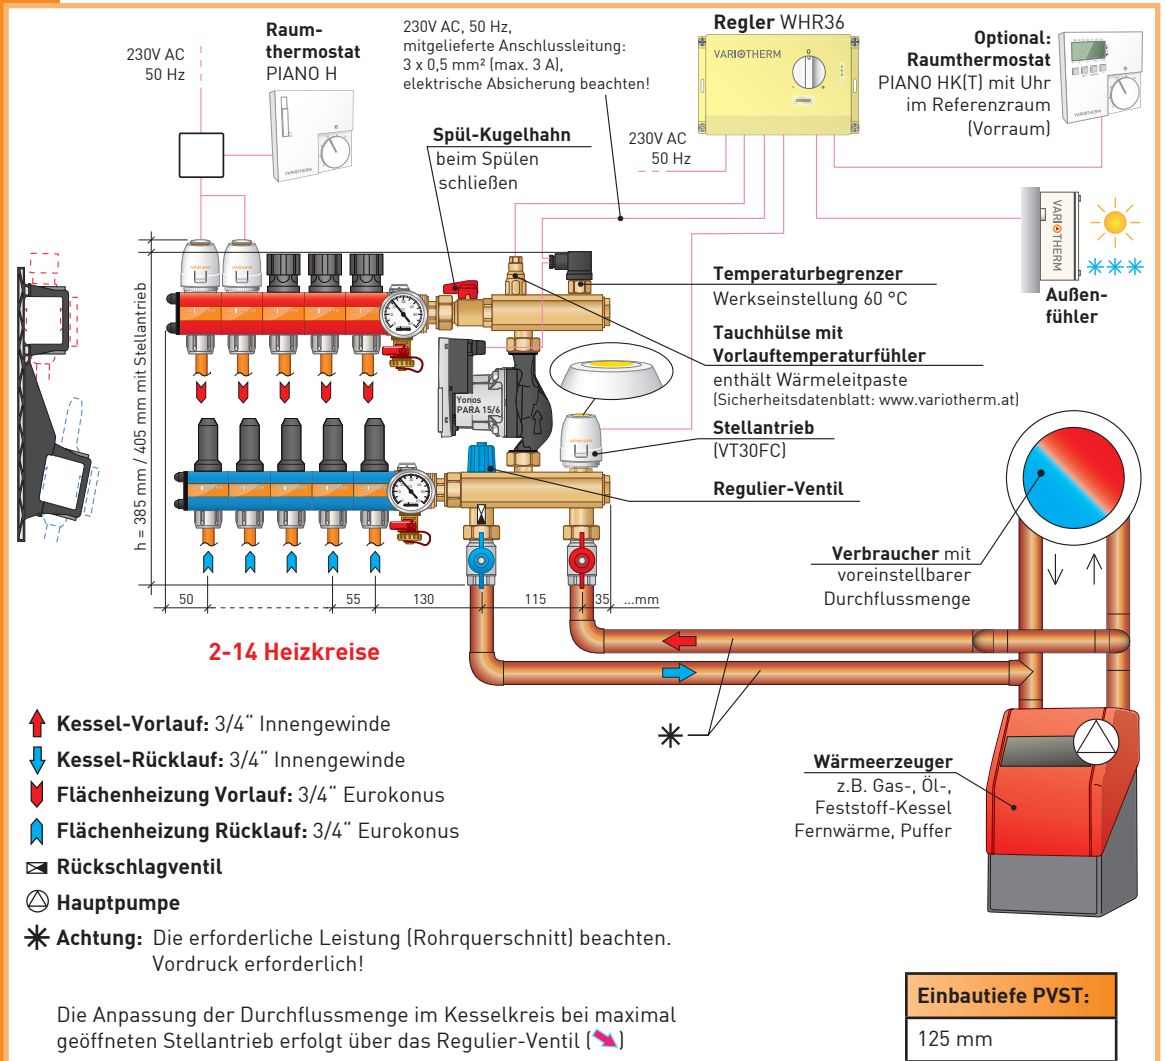 230V AC
50 Hz
Raum-
thermostat
PIANO H
VARIOTHERM
230V AC, 50 Hz,
mitgelieferte Anschlussleitung:
3 x 0,5 mm² (max. 3 A),
elektrische Absicherung beachten!
Regler WHR36
VARIOTHERM
0
- +
Optional:
Raumthermostat
PIANO HK(T) mit Uhr
im Referenzraum
(Vorraum)
VARIOTHERM
Spül-Kugelhahn
beim Spülen
schließen
230V AC
50 Hz
VARIOTHERM
Außen-
fühler
Temperaturbegrenzer
Werkseinstellung 60 °C
Tauchhülse mit
Vorlauftemperaturfühler
enthält Wärmeleitpaste
(Sicherheitsdatenblatt: www.variotherm.at)
Yonos
PARA 15/6
Stellantrieb
(VT30FC)
Regulier-Ventil
h = 385 mm / 405 mm mit Stellantrieb
Verbraucher mit
voreinstellbarer
Durchflussmenge
50
55
130
115
35
...mm
2-14 Heizkreise
Kessel-Vorlauf: 3/4“ Innengewinde
Kessel-Rücklauf: 3/4“ Innengewinde
Flächenheizung Vorlauf: 3/4“ Eurokonus
Flächenheizung Rücklauf: 3/4“ Eurokonus
Rückschlagventil
Hauptpumpe
Achtung: Die erforderliche Leistung (Rohrquerschnitt) beachten.
Vordruck erforderlich!
Wärmeerzeuger
z.B. Gas-, Öl-,
Feststoff-Kessel
Fernwärme, Puffer
Die Anpassung der Durchflussmenge im Kesselkreis bei maximal
geöffneten Stellantrieb erfolgt über das Regulier-Ventil ( )
Einbautiefe PVST:
125 mm